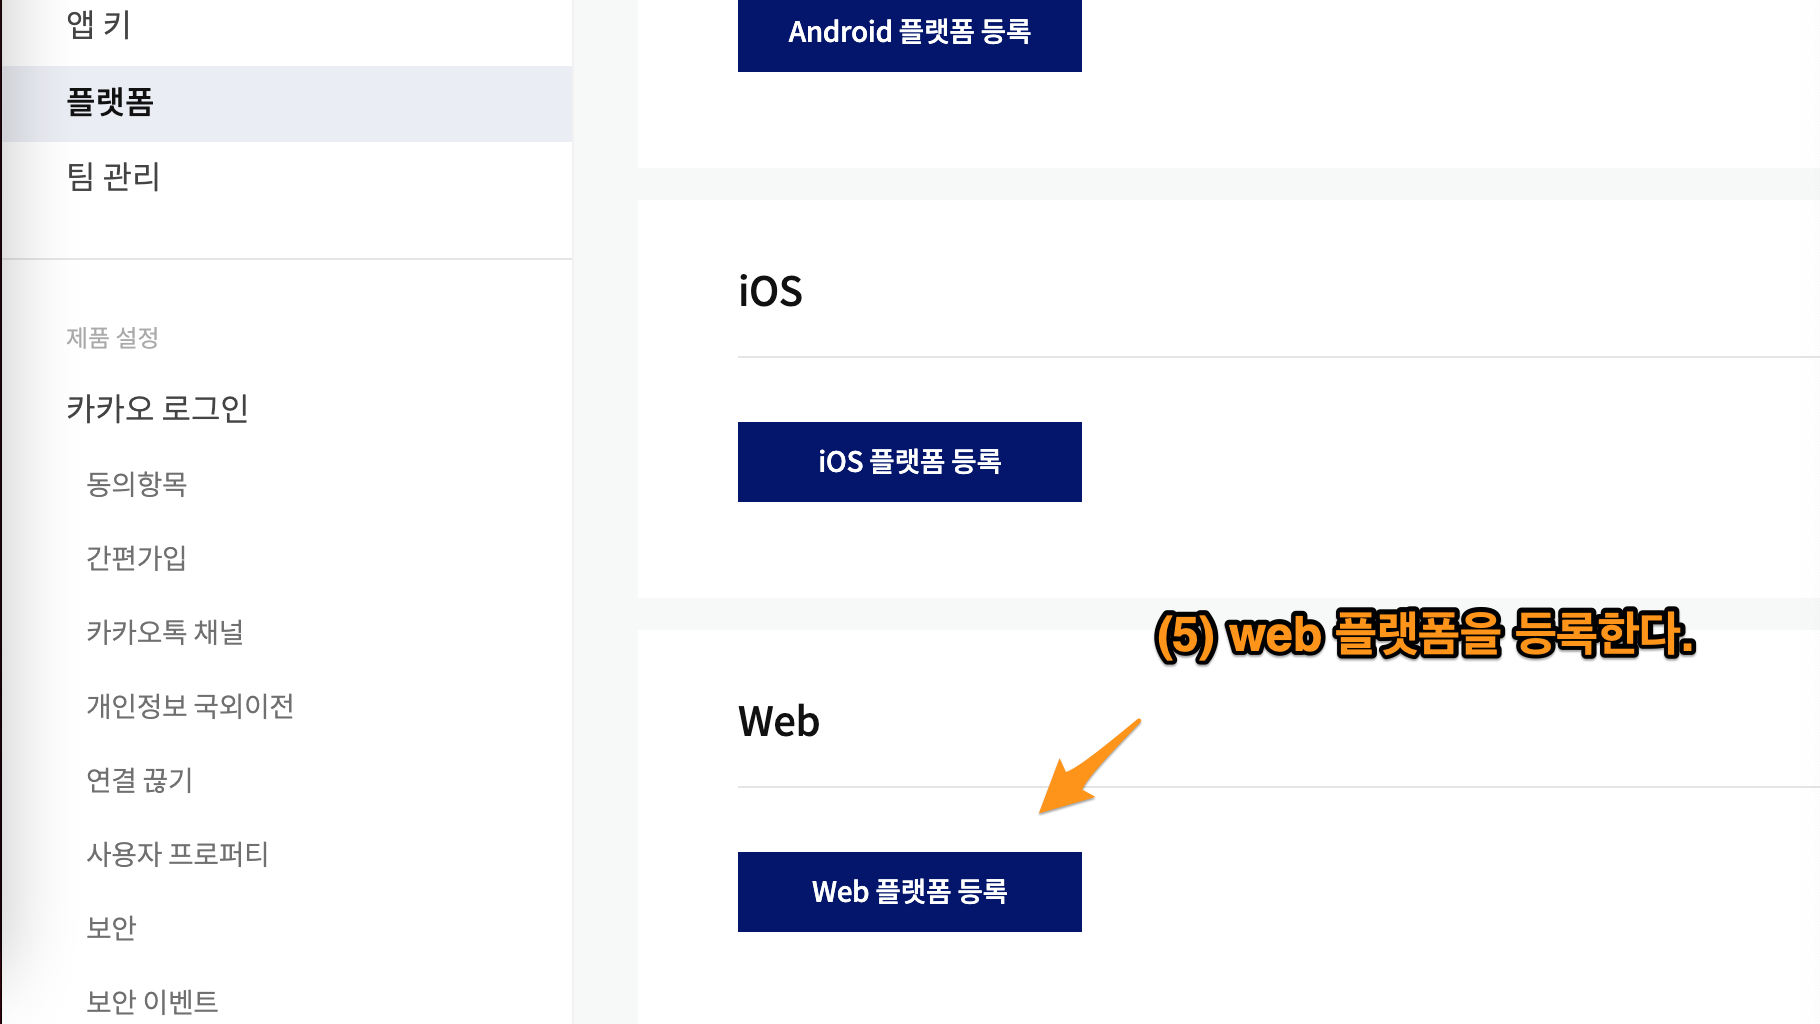 앱 키
플랫폼
팀 관리
제품 설정
카카오 로그인
동의항목
간편가입
카카오톡 채널
개인정보 국외이전
연결 끊기
사용자 프로퍼티
보안
보안 이벤트
Android 플랫폼 등록
iOS
iOS 플랫폼 등록
(5) web 플랫폼을 등록한다.
Web
Web 플랫폼 등록